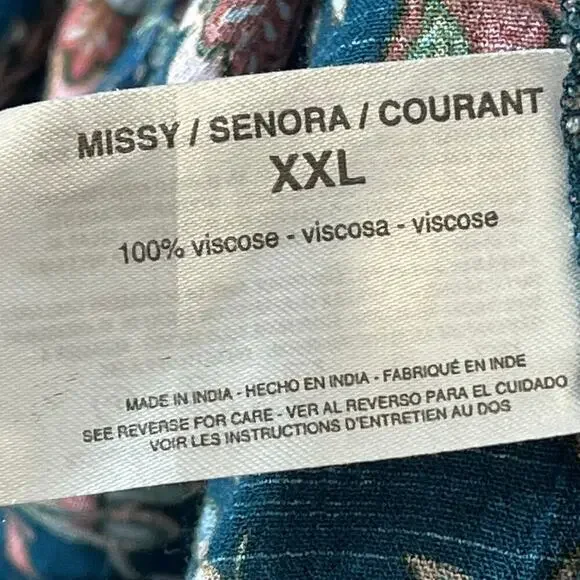 MISSY / SENORA / COURANT
XXL
100% viscose - viscosa - viscose
MADE IN INDIA - HECHO EN INDIA - FABRIQUÉ EN INDE
SEE REVERSE FOR CARE - VER AL REVERSO PARA EL CUIDADO
VOIR LES INSTRUCTIONS D'ENTRETIEN AU DOS